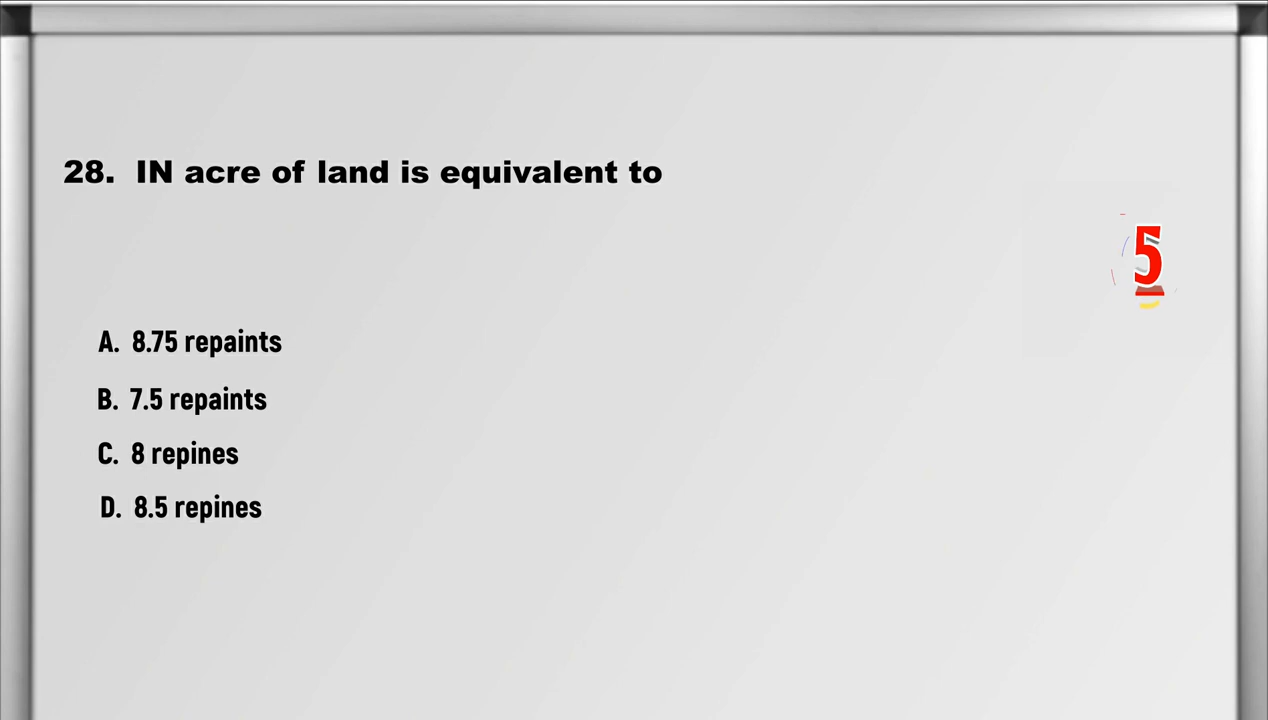 28. IN acre of land is equivalent to
5
A. 8.75 repaints
B. 7.5 repaints
C. 8 repines
D. 8.5 repines